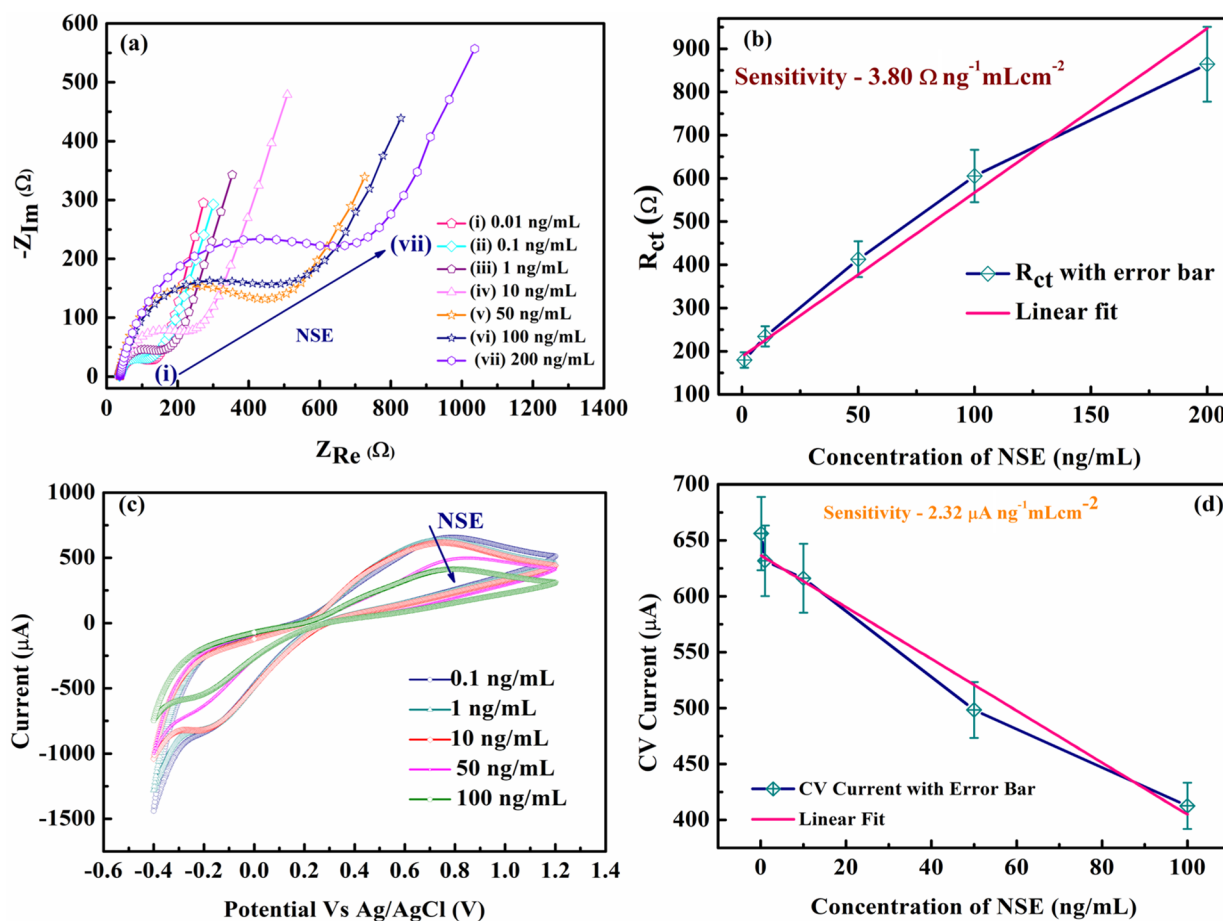 (a)
600
500
400
300
200
100
0
-Z_Im (Ω)
(i) 0.01 ng/mL
(ii) 0.1 ng/mL
(iii) 1 ng/mL
(iv) 10 ng/mL
(v) 50 ng/mL
(vi) 100 ng/mL
(vii) 200 ng/mL
(vii)
NSE
(i)
0 200 400 600 800 1000 1200 1400
Z_Re (Ω)
(b)
Sensitivity - 3.80 Ω ng⁻¹mLcm⁻²
900
800
700
600
500
400
300
200
100
R_ct (Ω)
R_ct with error bar
Linear fit
0 50 100 150 200
Concentration of NSE (ng/mL)
(c)
1000
500
0
-500
-1000
-1500
Current (μA)
NSE
0.1 ng/mL
1 ng/mL
10 ng/mL
50 ng/mL
100 ng/mL
-0.6 -0.4 -0.2 0.0 0.2 0.4 0.6 0.8 1.0 1.2 1.4
Potential Vs Ag/AgCl (V)
(d)
Sensitivity - 2.32 μA ng⁻¹mLcm⁻²
700
650
600
550
500
450
400
CV Current (μA)
CV Current with Error Bar
Linear Fit
0 20 40 60 80 100
Concentration of NSE (ng/mL)